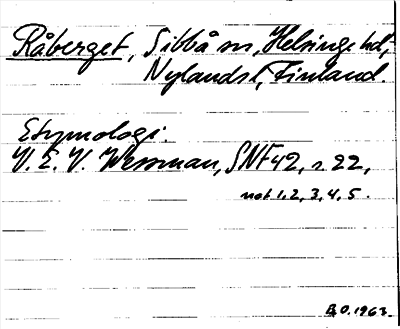 Råberget, Sibbå sn, Helsinge hd,
Nylandsl, Finland.
Etymologi.
V. E. V. Wessman, SNF 42, s. 22,
not 1, 2, 3, 4, 5.
B.O. 1963.